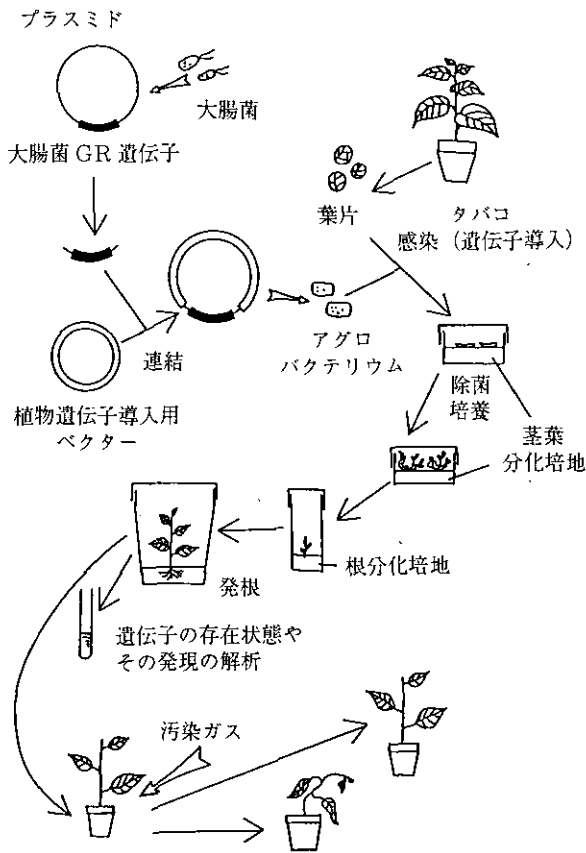 プラスミド
大腸菌
大腸菌 GR 遺伝子
葉片
タバコ
感染（遺伝子導入）
連結
アグロ
バクテリウム
植物遺伝子導入用
ベクター
除菌
培養
茎葉
分化培地
根分化培地
発根
遺伝子の存在状態や
その発現の解析
汚染ガス